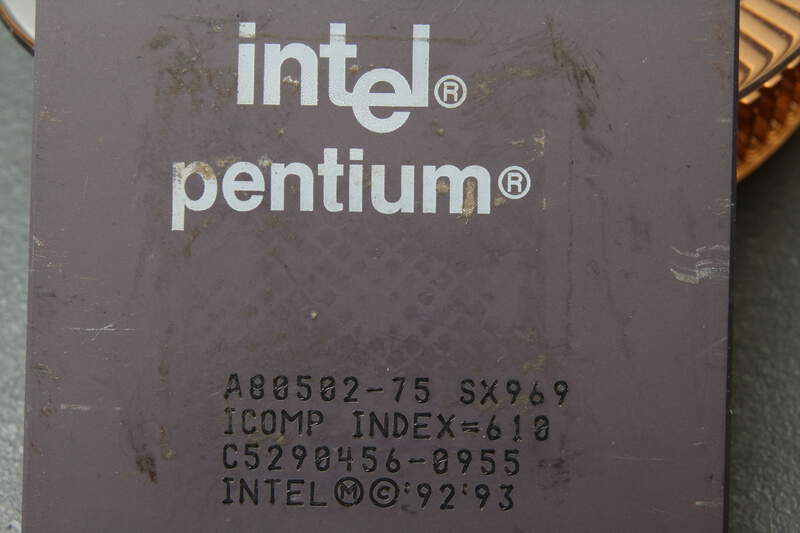 intel®
pentium®
A80502-75 SX969
ICOMP INDEX=610
C5290456-0955
INTEL Ⓜ © '92 '93